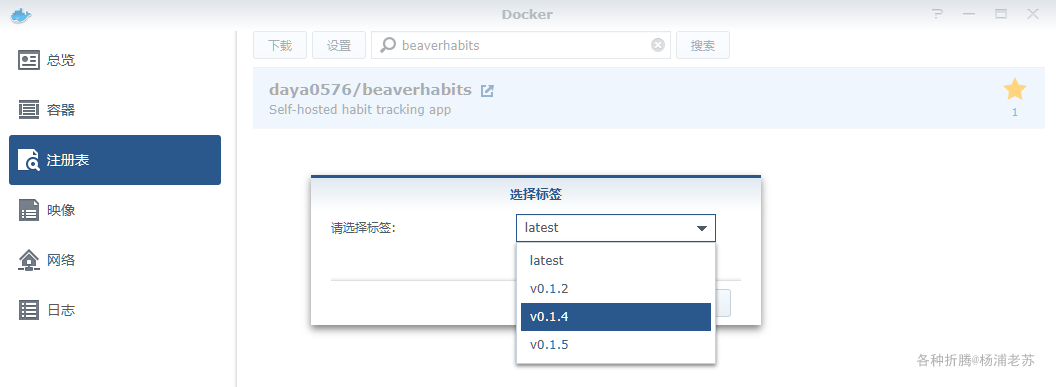 Docker
总览
容器
注册表
映像
网络
日志
下载 设置 beaverhabits 搜索
daya0576/beaverhabits
Self-hosted habit tracking app
1
选择标签
请选择标签: latest
latest
v0.1.2
v0.1.4
v0.1.5
各种折腾@杨浦老苏